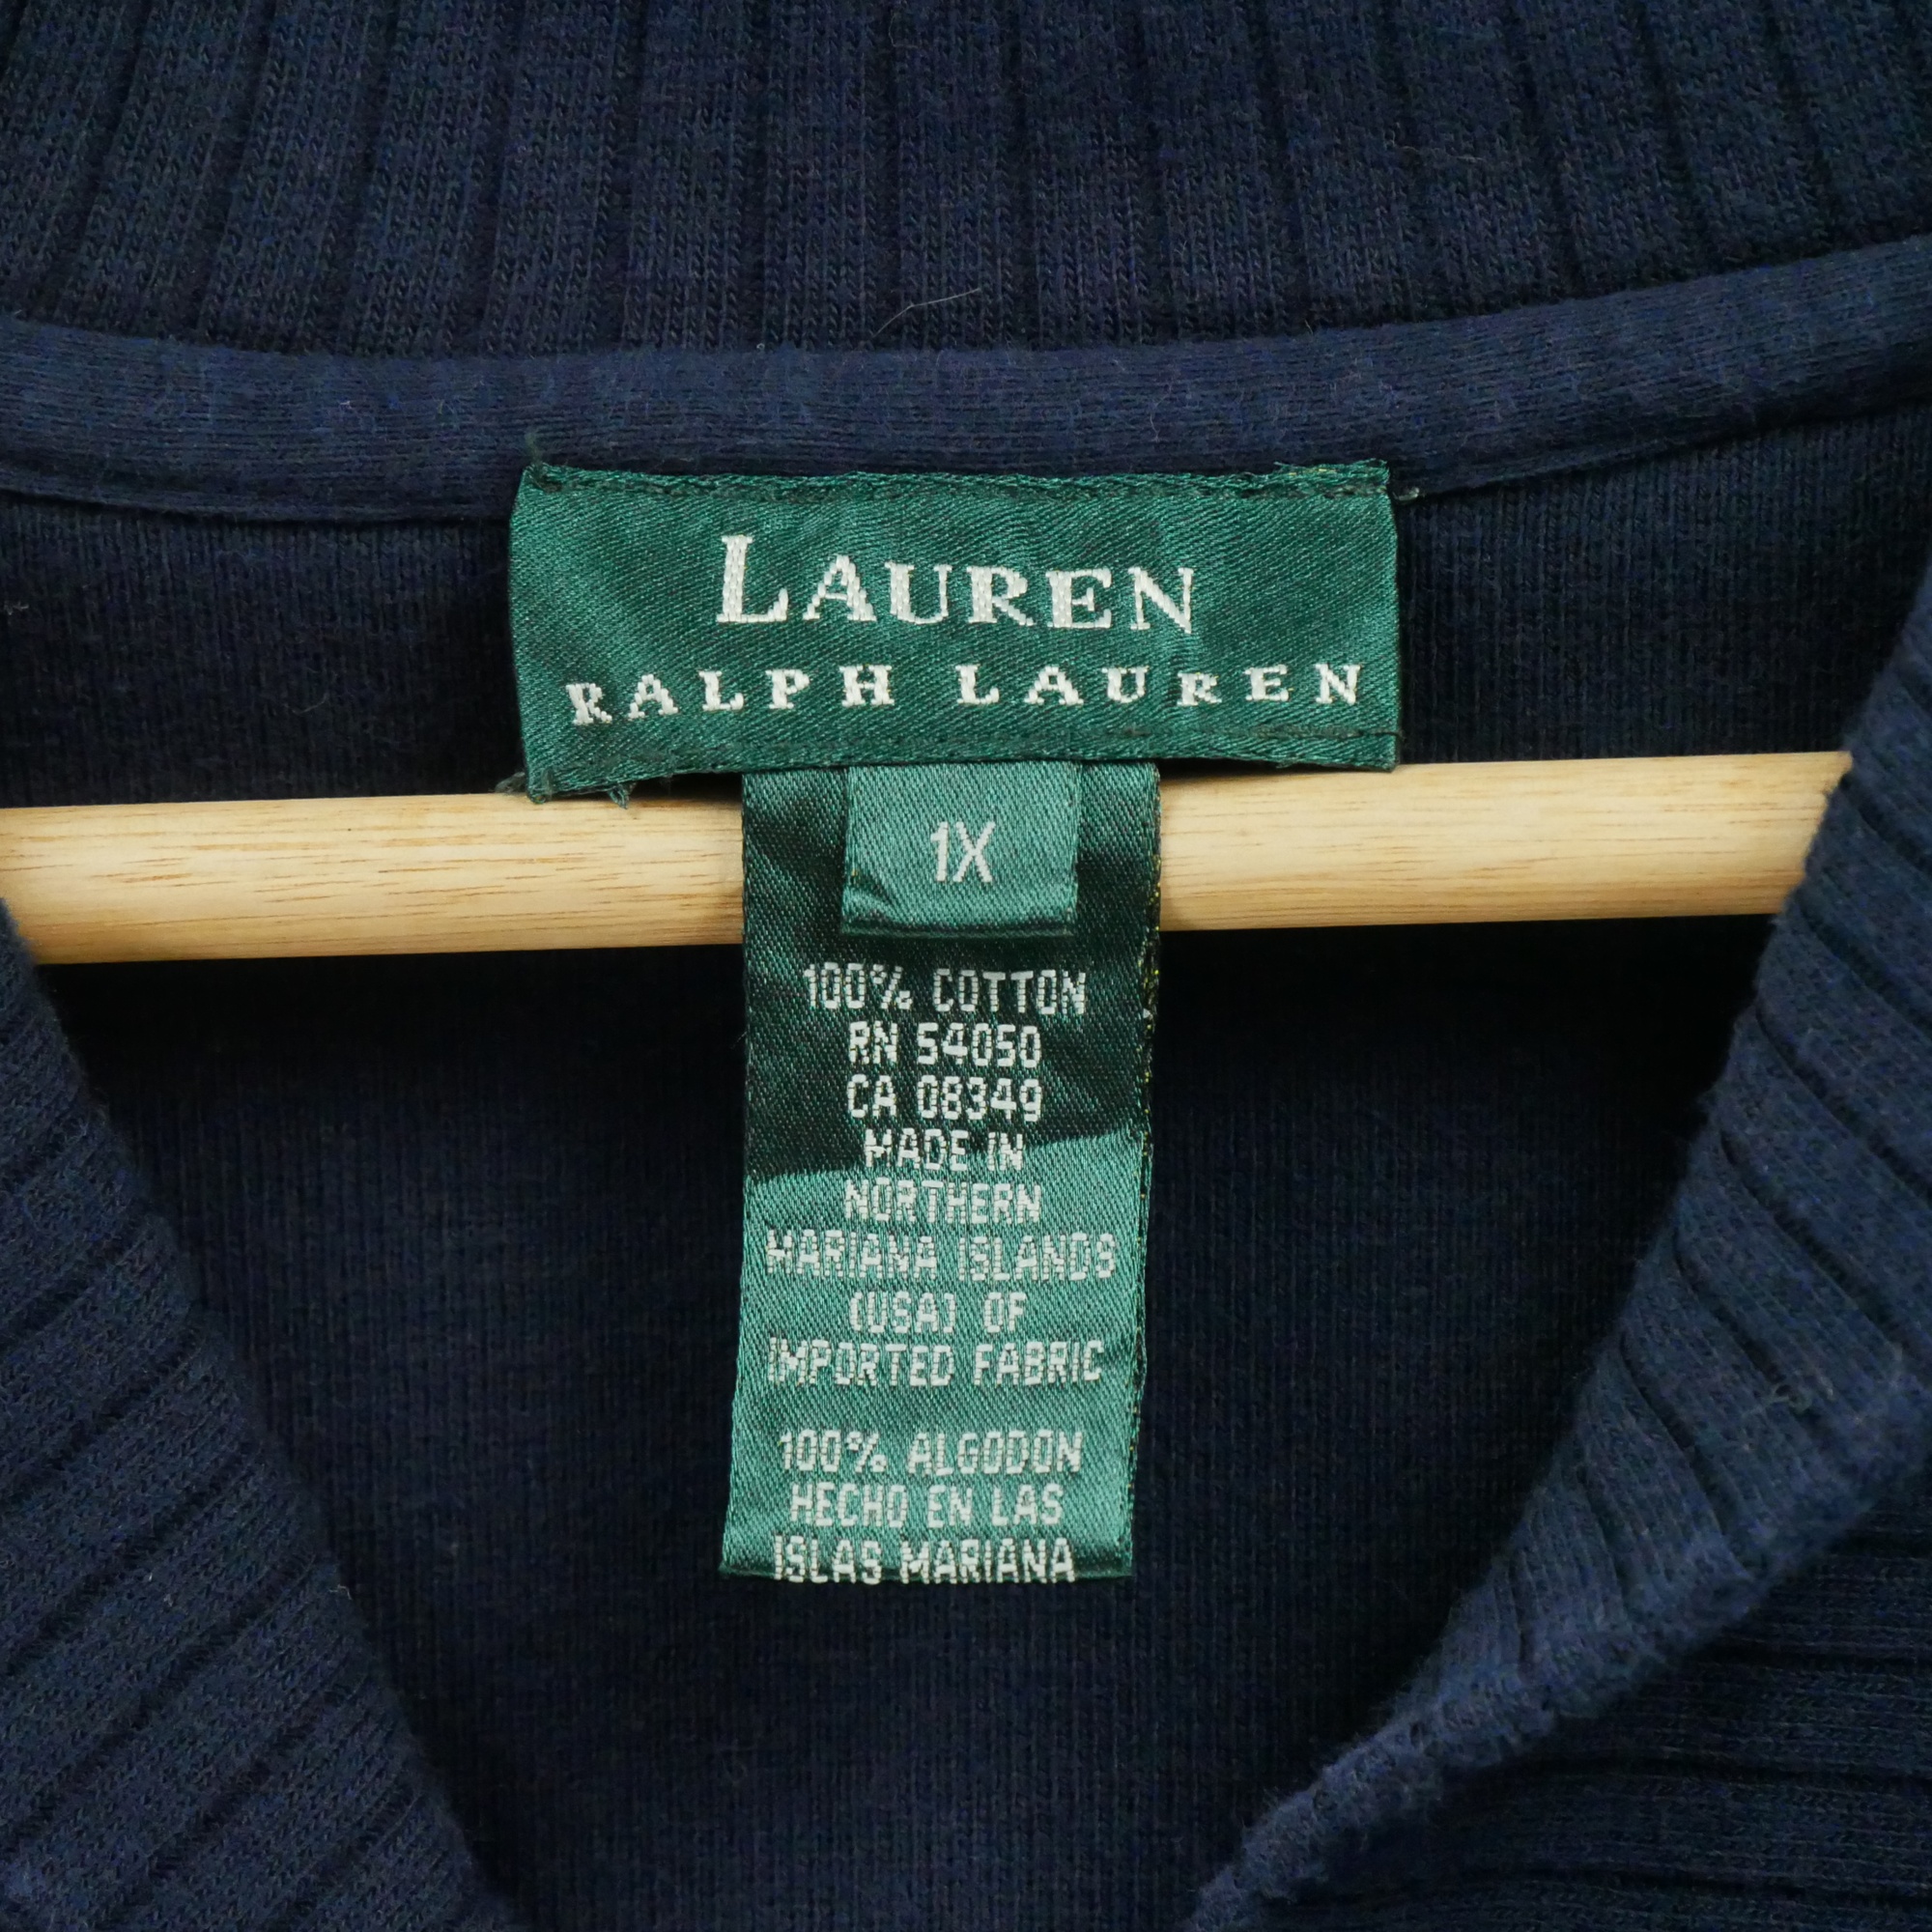 LAUREN
RALPH LAUREN
1X
100% COTTON
RN 54050
CA 08349
MADE IN
NORTHERN
MARIANA ISLANDS
(USA) OF
IMPORTED FABRIC
100% ALGODON
HECHO EN LAS
ISLAS MARIANA